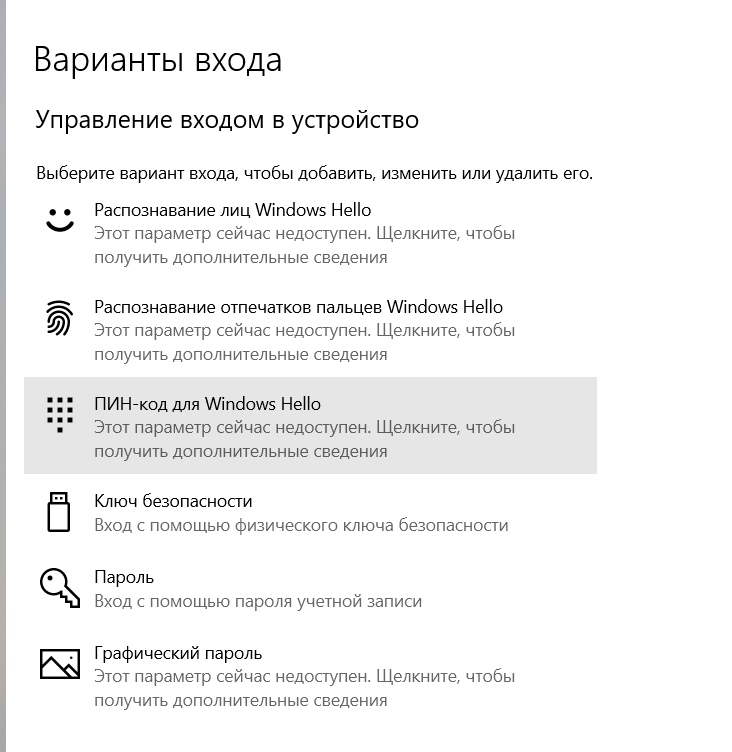 Варианты входа
Управление входом в устройство
Выберите вариант входа, чтобы добавить, изменить или удалить его.
Распознавание лиц Windows Hello
Этот параметр сейчас недоступен. Щелкните, чтобы
получить дополнительные сведения
Распознавание отпечатков пальцев Windows Hello
Этот параметр сейчас недоступен. Щелкните, чтобы
получить дополнительные сведения
ПИН-код для Windows Hello
Этот параметр сейчас недоступен. Щелкните, чтобы
получить дополнительные сведения
Ключ безопасности
Вход с помощью физического ключа безопасности
Пароль
Вход с помощью пароля учетной записи
Графический пароль
Этот параметр сейчас недоступен. Щелкните, чтобы
получить дополнительные сведения